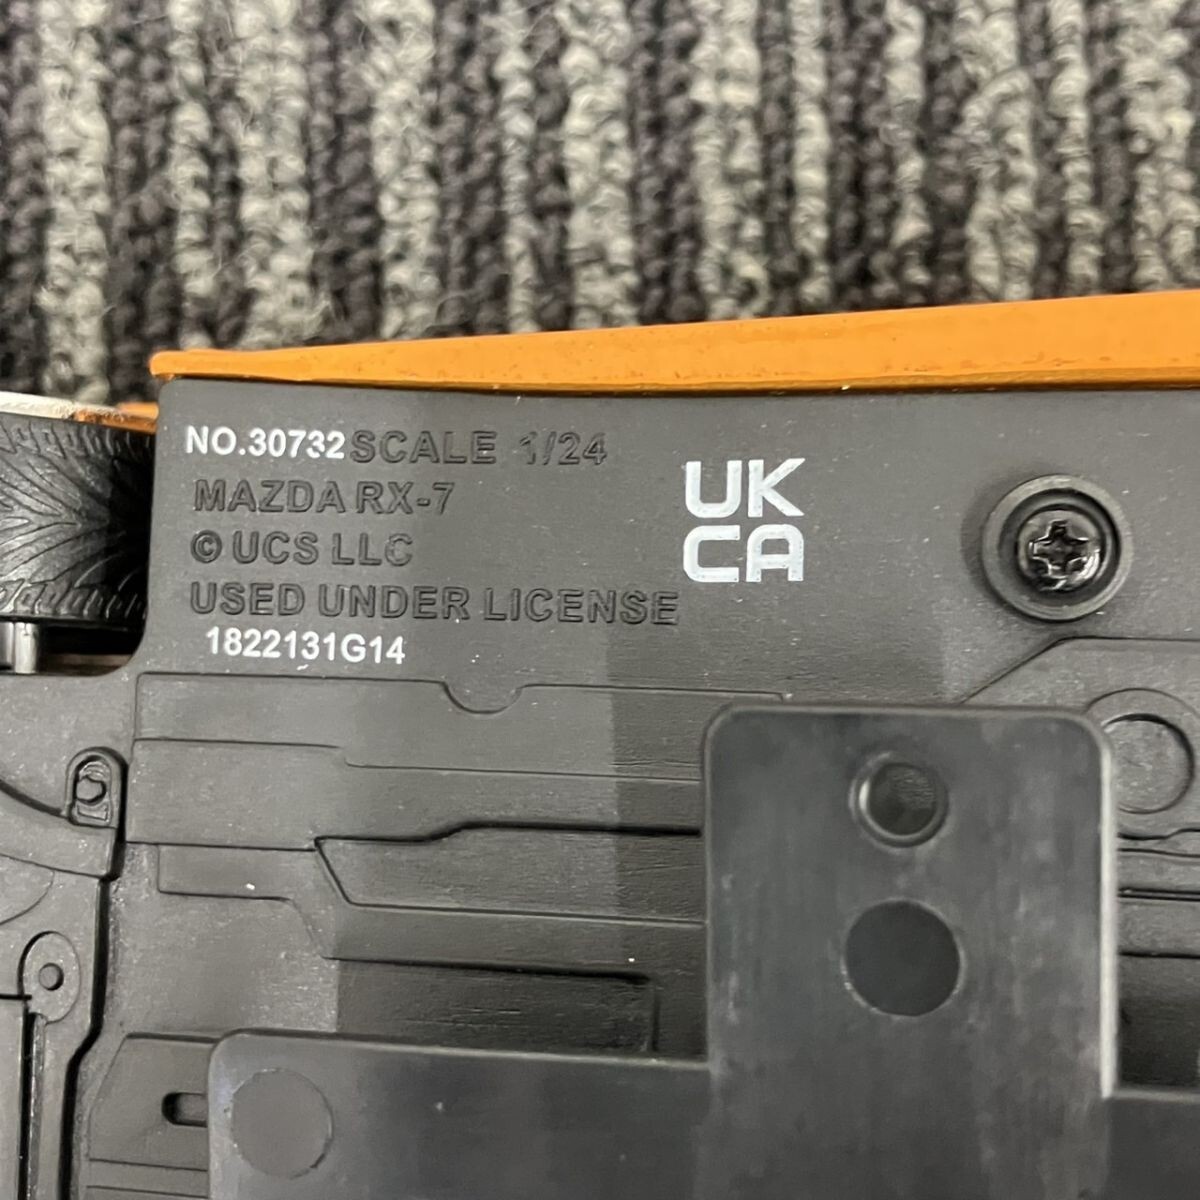 NO.30732 SCALE 1/24
MAZDA RX-7
© UCS LLC
USED UNDER LICENSE
1822131G14
UK
CA